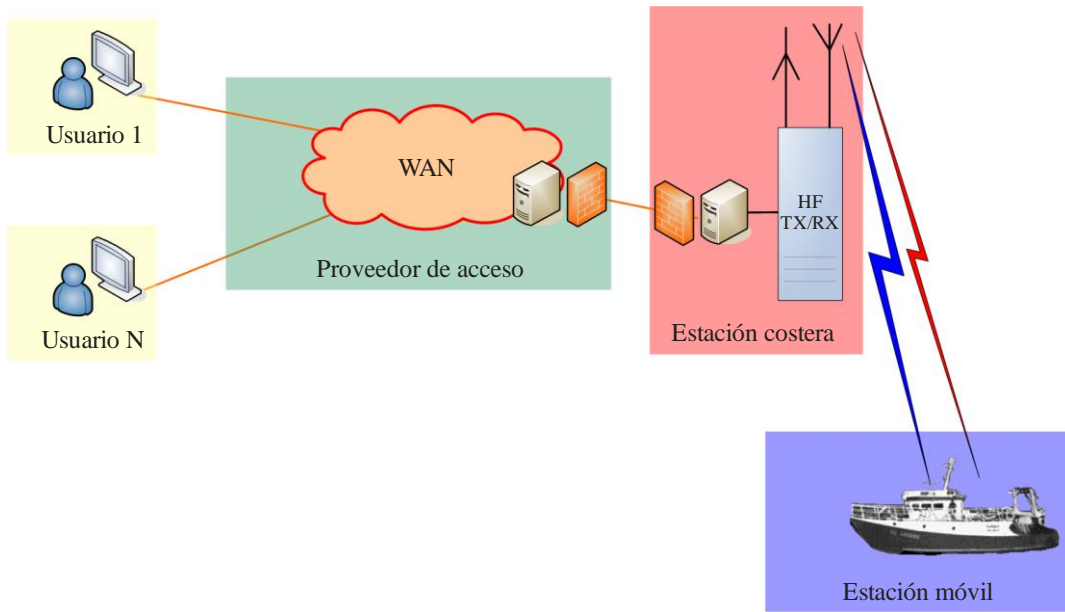 Usuario 1
WAN
HF
TX/RX
Proveedor de acceso
Usuario N
Estación costera
Estación móvil